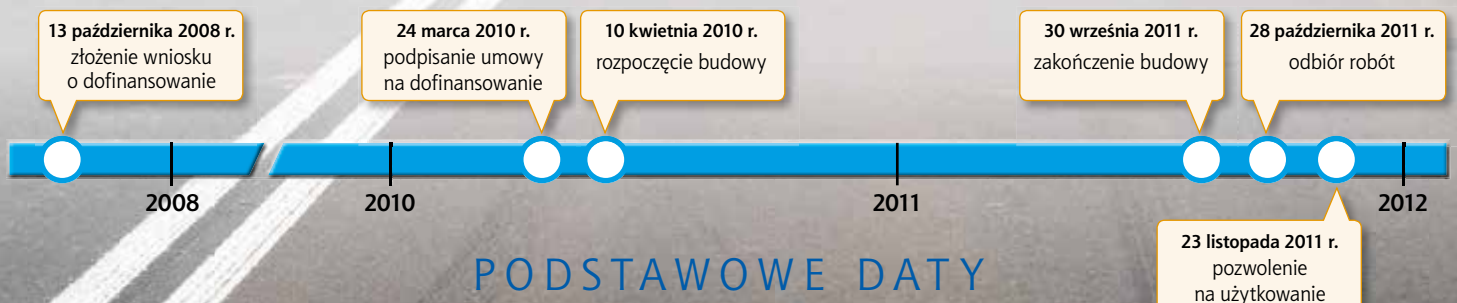 13 października 2008 r.
złożenie wniosku
o dofinansowanie
24 marca 2010 r.
podpisanie umowy
na dofinansowanie
10 kwietnia 2010 r.
rozpoczęcie budowy
30 września 2011 r.
zakończenie budowy
28 października 2011 r.
odbiór robót
2008
2010
2011
2012
23 listopada 2011 r.
pozwolenie
na użytkowanie
PODSTAWOWE DATY